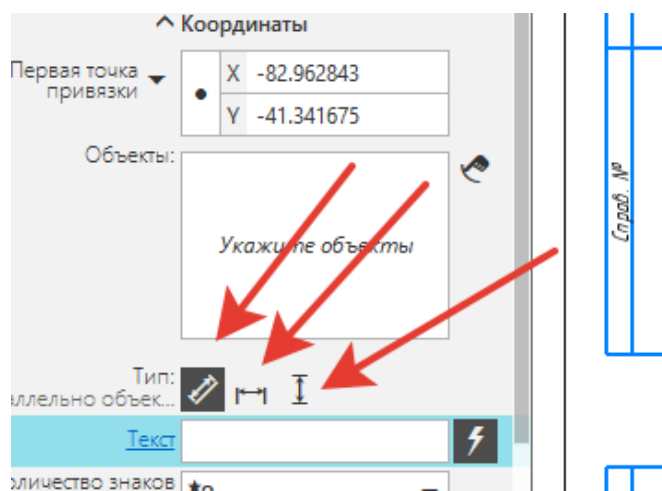 Координаты
Первая точка
привязки
X -82.962843
Y -41.341675
Объекты:
Укажите объекты
Тип:
аллельно объек...
Текст
оличество знаков
Справ. №